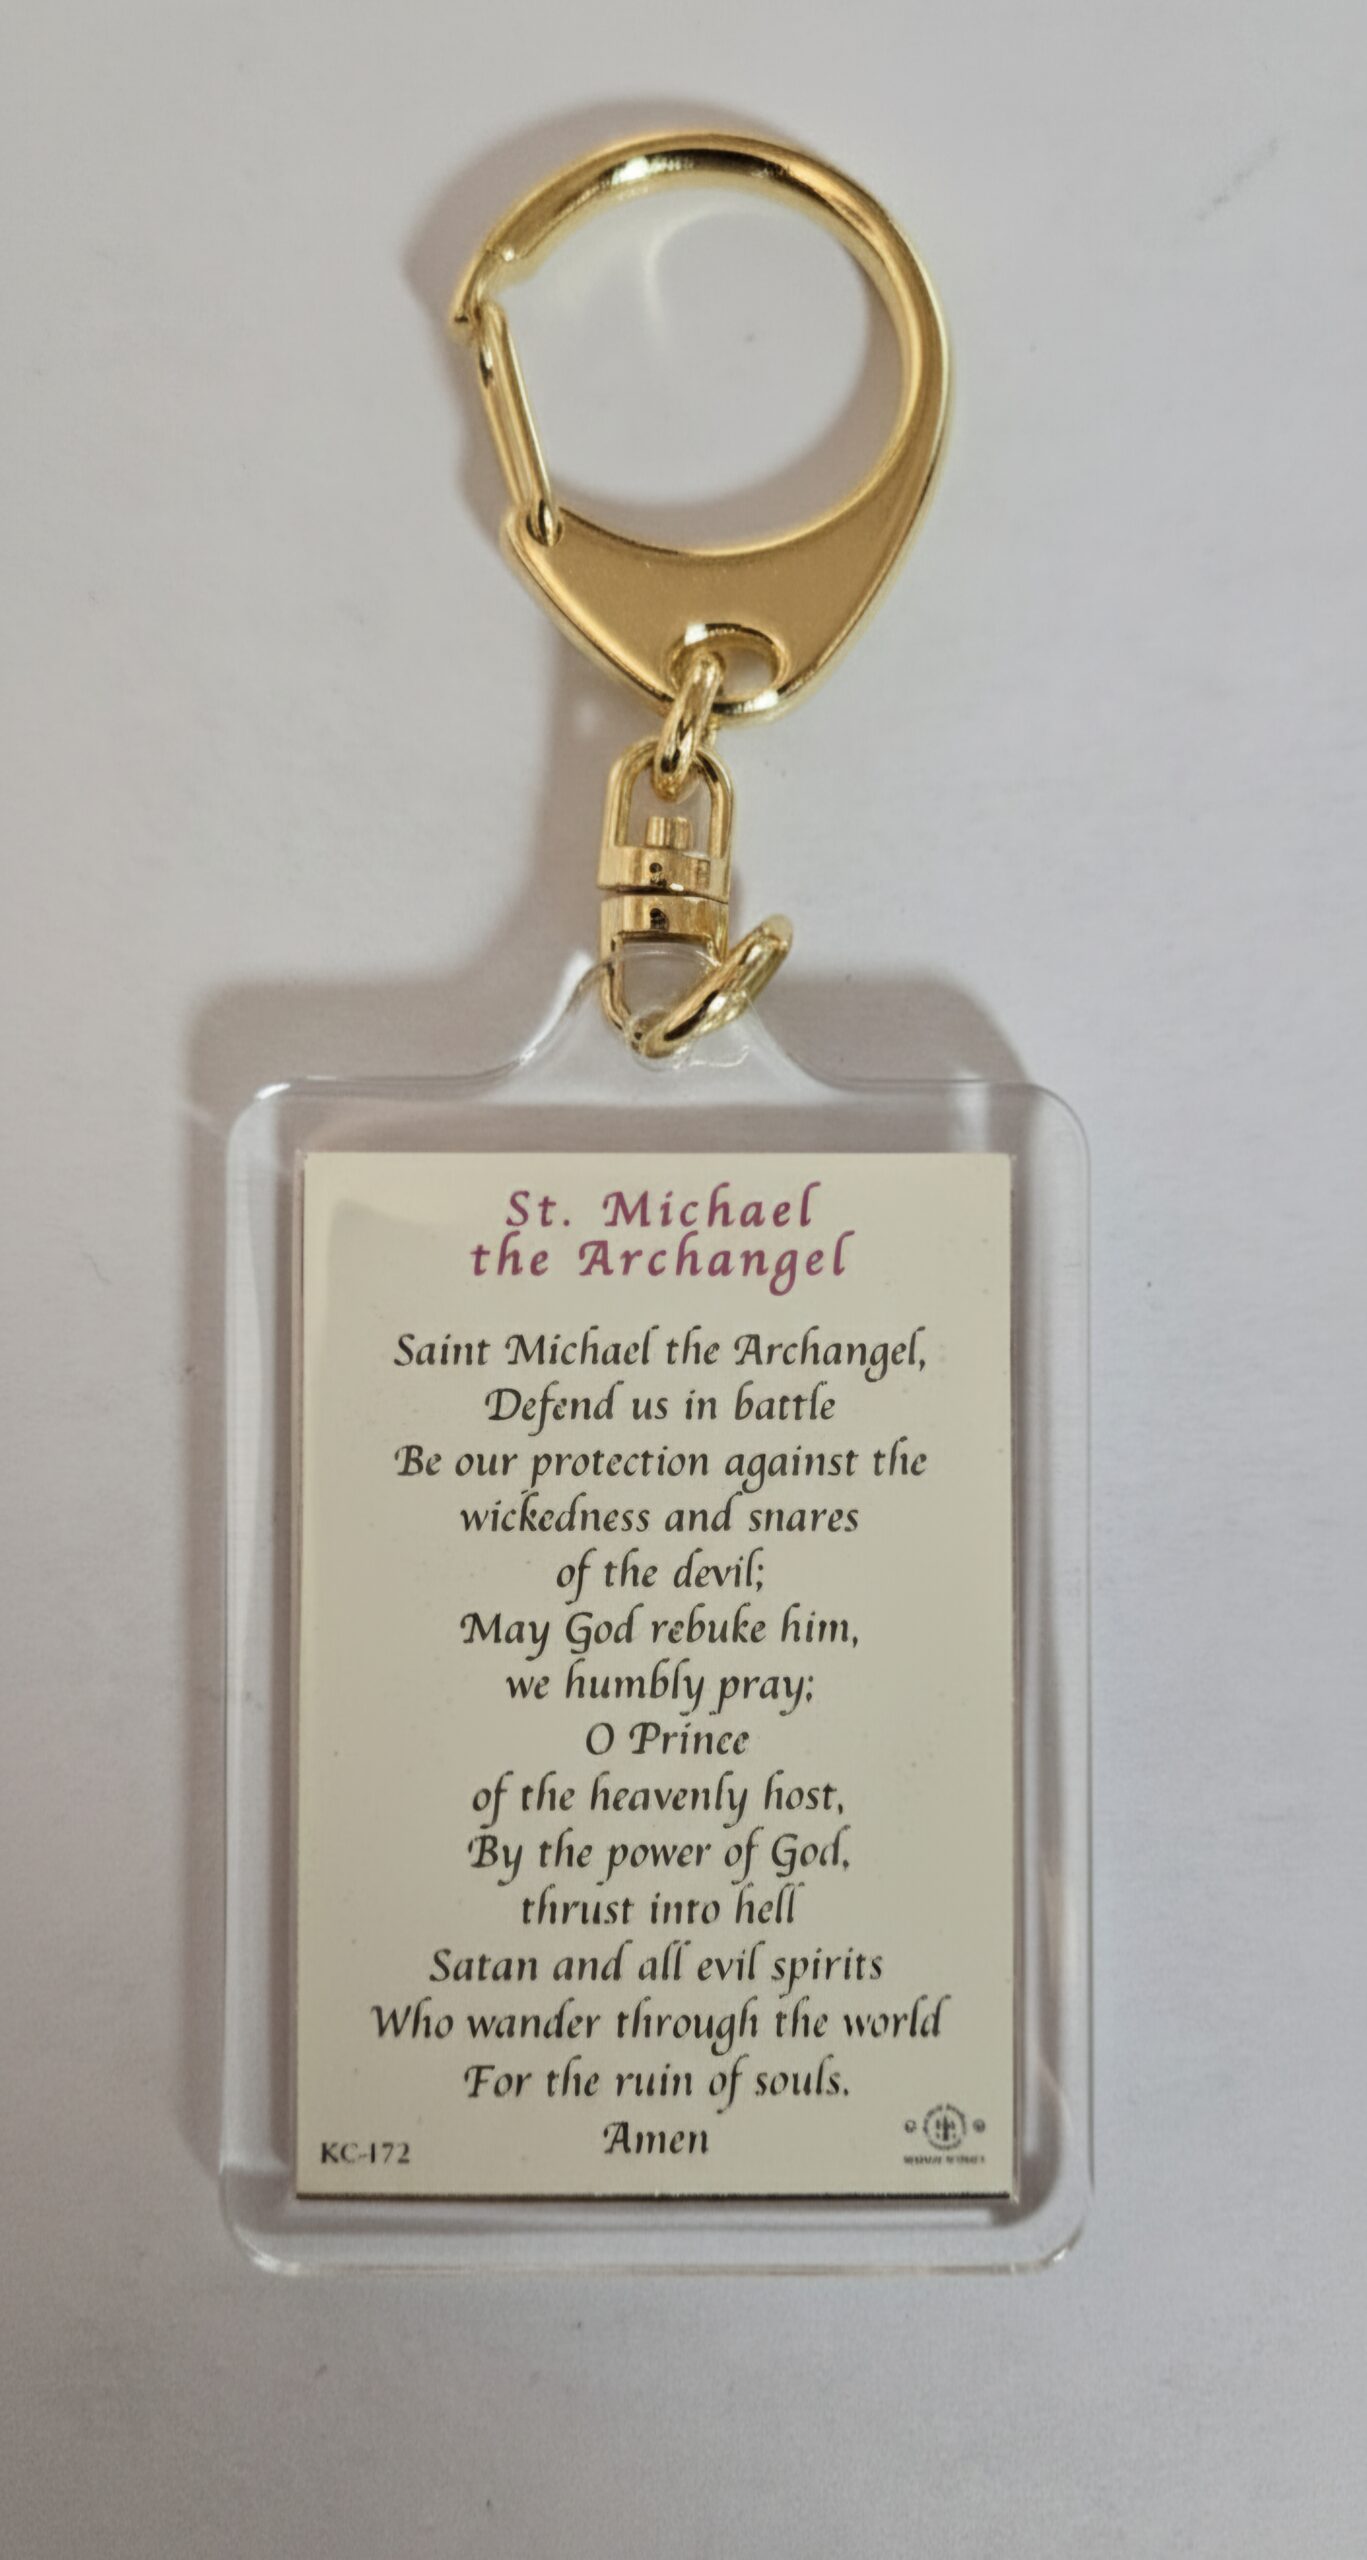 St. Michael
the Archangel
Saint Michael the Archangel,
Defend us in battle
Be our protection against the
wickedness and snares
of the devil;
May God rebuke him,
we humbly pray;
O Prince
of the heavenly host,
By the power of God,
thrust into hell
Satan and all evil spirits
Who wander through the world
For the ruin of souls.
Amen
KC-172